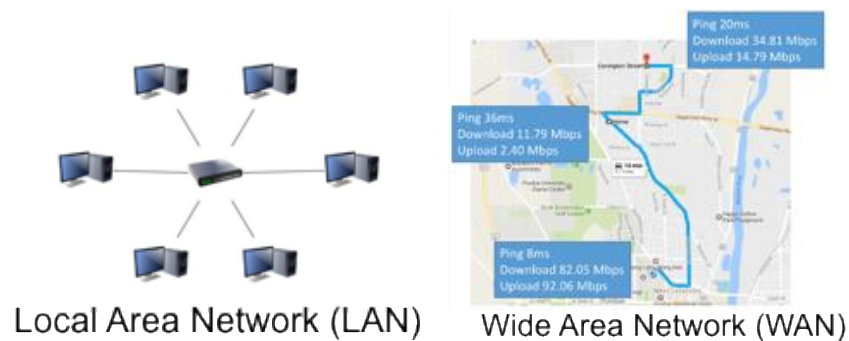 Ping 20ms
Download 34.81 Mbps
Upload 14.79 Mbps
Ping 36ms
Download 11.79 Mbps
Upload 2.40 Mbps
Ping 8ms
Download 82.05 Mbps
Upload 92.06 Mbps
Local Area Network (LAN)
Wide Area Network (WAN)